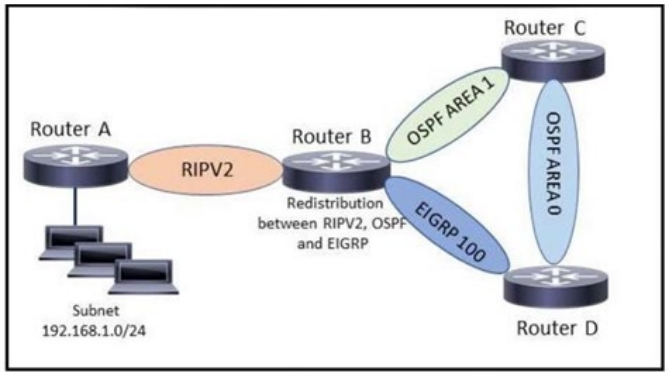 Router C
Router A
Router B
OSPF AREA 1
RIPV2
OSPF AREA 0
Redistribution
between RIPV2, OSPF
and EIGRP
EIGRP 100
Subnet
192.168.1.0/24
Router D